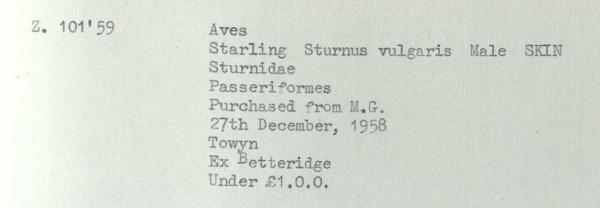 Z. 101'59 Aves
Starling Sturnus vulgaris Male SKIN
Sturnidae
Passeriformes
Purchased from M.G.
27th December, 1958
Towyn
Ex Betteridge
Under £1.0.0.